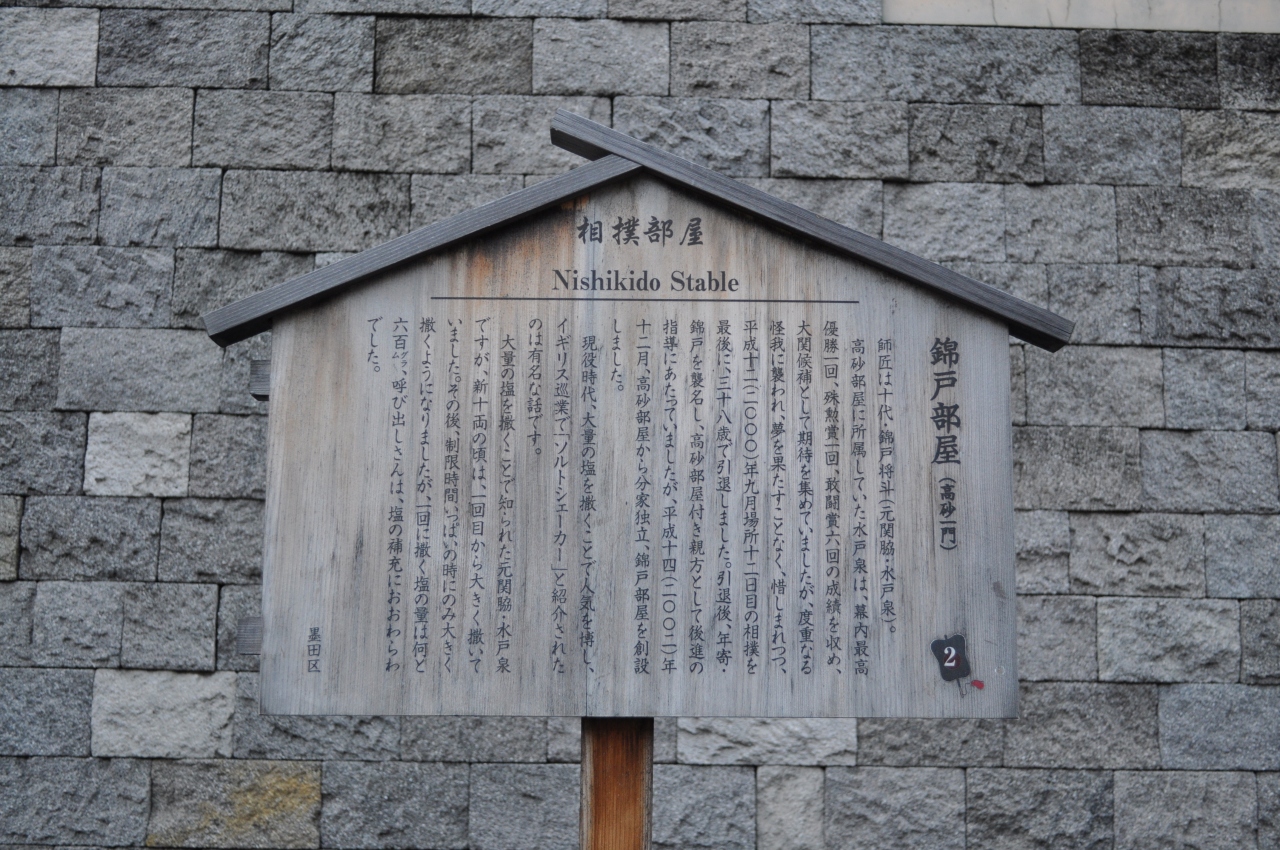 相撲部屋
Nishikido Stable
錦戸部屋（高砂一門）
師匠は十代・錦戸将斗（元関脇・水戸泉）。
高砂部屋に所属していた水戸泉は、幕内最高
優勝一回、殊勲賞一回、敢闘賞六回の成績を収め、
大関候補として期待を集めていましたが、度重なる
怪我に襲われ、夢を果たすことなく、惜しまれつつ、
平成十二（二〇〇〇）年九月場所十二日目の相撲を
最後に、三十八歳で引退しました。引退後、年寄・
錦戸を襲名し、高砂部屋付き親方として後進の
指導にあたっていましたが、平成十四（二〇〇二）年
十二月、高砂部屋から分家独立、錦戸部屋を創設
しました。
現役時代、大量の塩を撒くことで人気を博し、
イギリス巡業で「ソルトシェーカー」と紹介された
のは有名な話です。
大量の塩を撒くことで知られた元関脇・水戸泉
ですが、新十両の頃は、一回目から大きく撒いて
いました。その後、制限時間いっぱいの時にのみ大きく
撒くようになりましたが、一回に撒く塩の量は何と
六百グラム、呼び出しさんは、塩の補充におおわらわ
でした。
墨田区
2